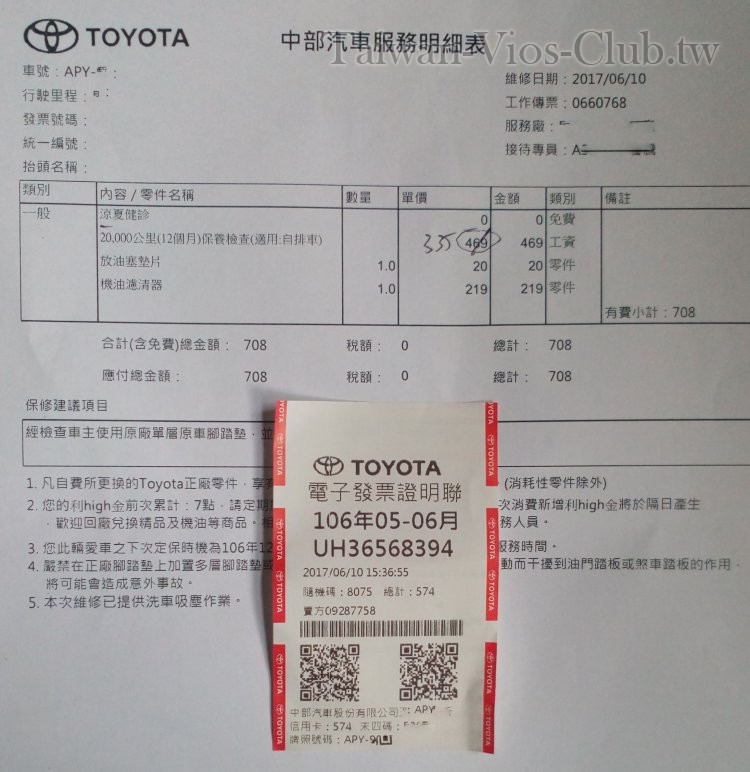 TOYOTA
中部汽車服務明細表
Taiwan-Vios-Club.tw
車號：APY-
維修日期：2017/06/10
行駛里程：
工作傳票：0660768
發票號碼：
服務廠：
統一編號：
接待專員：A
抬頭名稱：
類別 內容／零件名稱 數量 單價 金額 類別 備註
一般 涼夏健診 0 0 免費
20,000公里(12個月)保養檢查(適用:自排車) 335 469 469 工資
放油塞墊片 1.0 20 20 零件
機油濾清器 1.0 219 219 零件
有費小計：708
合計(含免費)總金額： 708 稅額： 0 總計： 708
應付總金額： 708 稅額： 0 總計： 708
保修建議項目
經檢查車主使用原廠單層原車腳踏墊，並
1. 凡自費所更換的Toyota正廠零件，享 (消耗性零件除外)
2. 您的利high金前次累計：7點，請定期 次消費新增利high金將於隔日產生
，歡迎回廠兌換精品及機油等商品。 務人員。
3. 您此輛愛車之下次定保時機為106年12 服務時間。
4. 嚴禁在正廠腳踏墊上加置多層腳踏墊或 動而干擾到油門踏板或煞車踏板的作用，
將可能會造成意外事故。
5. 本次維修已提供洗車吸塵作業。
TOYOTA
電子發票證明聯
106年05-06月
UH36568394
2017/06/10 15:36:55
隨機碼：8075 總計：574
賣方09287758
中部汽車股份有限公司 APY
信用卡：574 末四碼：
牌照號碼：APY-9